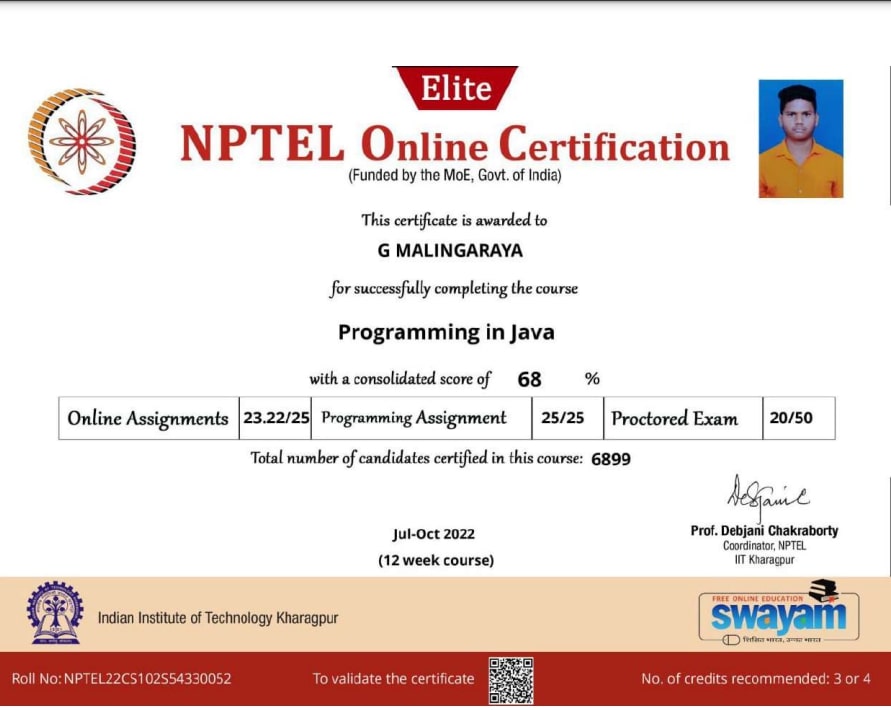 Elite
NPTEL Online Certification
(Funded by the MoE, Govt. of India)
This certificate is awarded to
G MALINGARAYA
for successfully completing the course
Programming in Java
with a consolidated score of 68 %
Online Assignments 23.22/25 Programming Assignment 25/25 Proctored Exam 20/50
Total number of candidates certified in this course: 6899
Prof. Debjani Chakraborty
Coordinator, NPTEL
IIT Kharagpur
Jul-Oct 2022
(12 week course)
Indian Institute of Technology Kharagpur
FREE ONLINE EDUCATION
swayam
शिक्षित भारत, उन्नत भारत
Roll No: NPTEL22CS102S54330052 To validate the certificate No. of credits recommended: 3 or 4